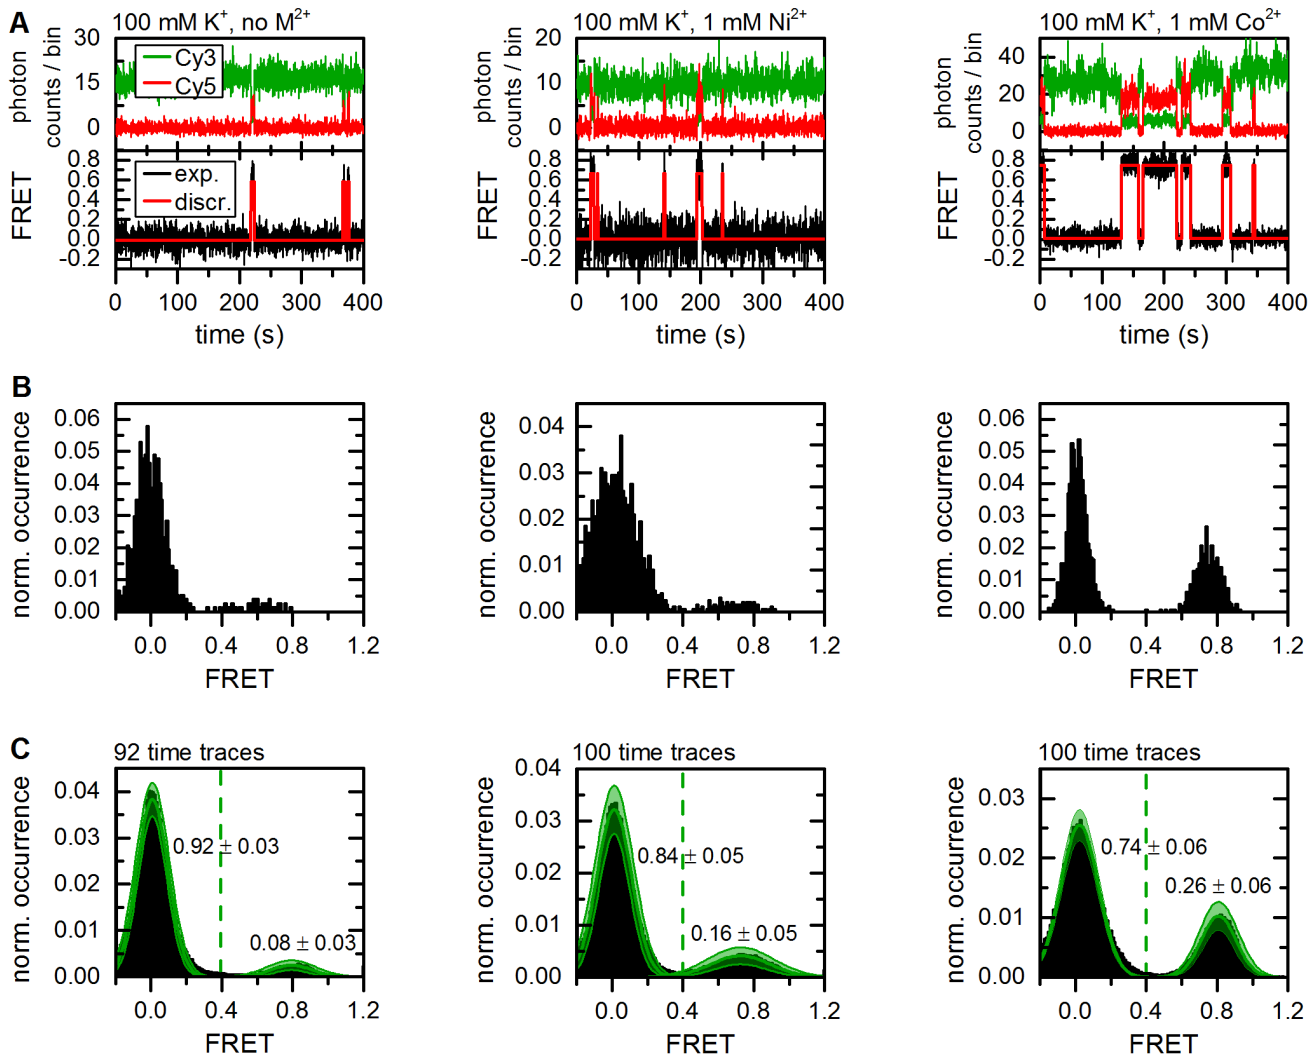 A
100 mM K⁺, no M²⁺
100 mM K⁺, 1 mM Ni²⁺
100 mM K⁺, 1 mM Co²⁺
photon
counts / bin
30
15
0
Cy3
Cy5
FRET
0.8
0.6
0.4
0.2
0.0
-0.2
exp.
discr.
0 100 200 300 400
time (s)
photon
counts / bin
20
10
0
FRET
0.8
0.6
0.4
0.2
0.0
-0.2
0 100 200 300 400
time (s)
photon
counts / bin
40
20
0
FRET
0.8
0.6
0.4
0.2
0.0
-0.2
0 100 200 300 400
time (s)
B
norm. occurrence
0.06
0.05
0.04
0.03
0.02
0.01
0.00
0.0 0.4 0.8 1.2
FRET
norm. occurrence
0.04
0.03
0.02
0.01
0.00
0.0 0.4 0.8 1.2
FRET
norm. occurrence
0.06
0.05
0.04
0.03
0.02
0.01
0.00
0.0 0.4 0.8 1.2
FRET
C
92 time traces
norm. occurrence
0.04
0.03
0.02
0.01
0.00
0.92 ± 0.03
0.08 ± 0.03
0.0 0.4 0.8 1.2
FRET
100 time traces
norm. occurrence
0.04
0.03
0.02
0.01
0.00
0.84 ± 0.05
0.16 ± 0.05
0.0 0.4 0.8 1.2
FRET
100 time traces
norm. occurrence
0.03
0.02
0.01
0.00
0.74 ± 0.06
0.26 ± 0.06
0.0 0.4 0.8 1.2
FRET